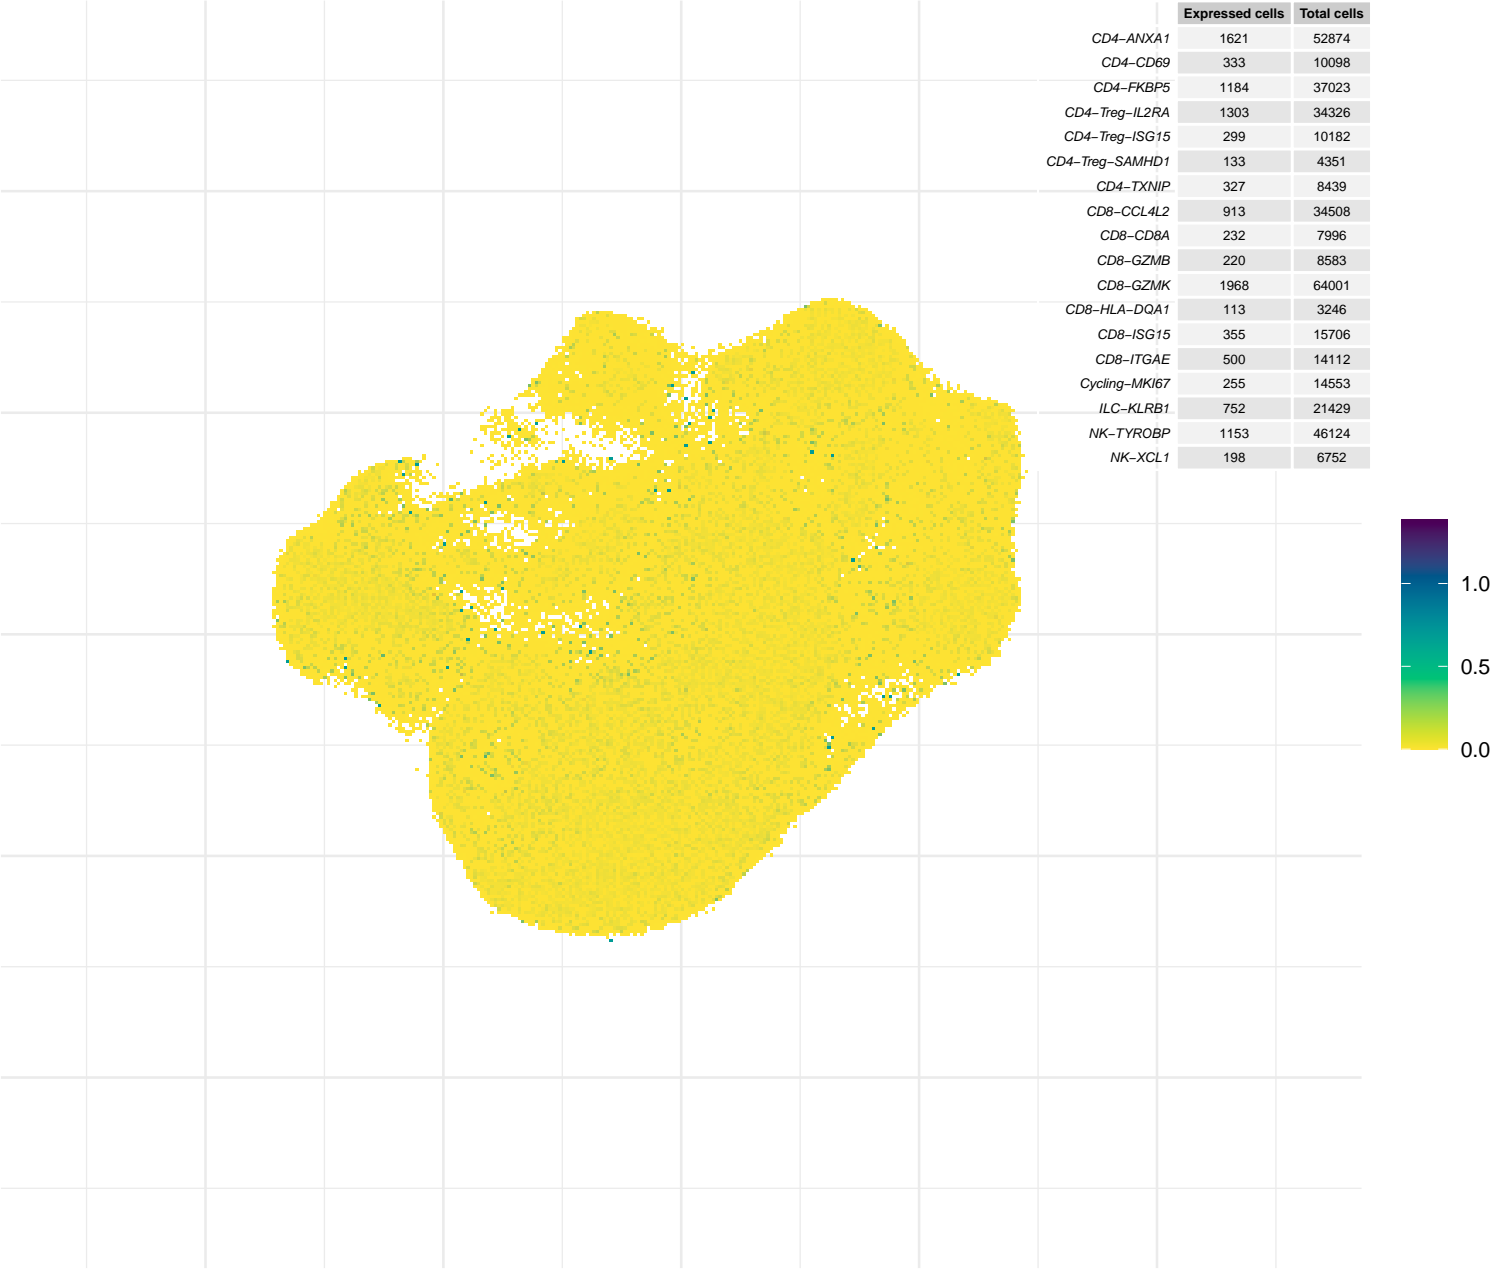 Expressed cells Total cells
CD4−ANXA1 1621 52874
CD4−CD69 333 10098
CD4−FKBP5 1184 37023
CD4−Treg−IL2RA 1303 34326
CD4−Treg−ISG15 299 10182
CD4−Treg−SAMHD1 133 4351
CD4−TXNIP 327 8439
CD8−CCL4L2 913 34508
CD8−CD8A 232 7996
CD8−GZMB 220 8583
CD8−GZMK 1968 64001
CD8−HLA−DQA1 113 3246
CD8−ISG15 355 15706
CD8−ITGAE 500 14112
Cycling−MKI67 255 14553
ILC−KLRB1 752 21429
NK−TYROBP 1153 46124
NK−XCL1 198 6752
1.0
0.5
0.0